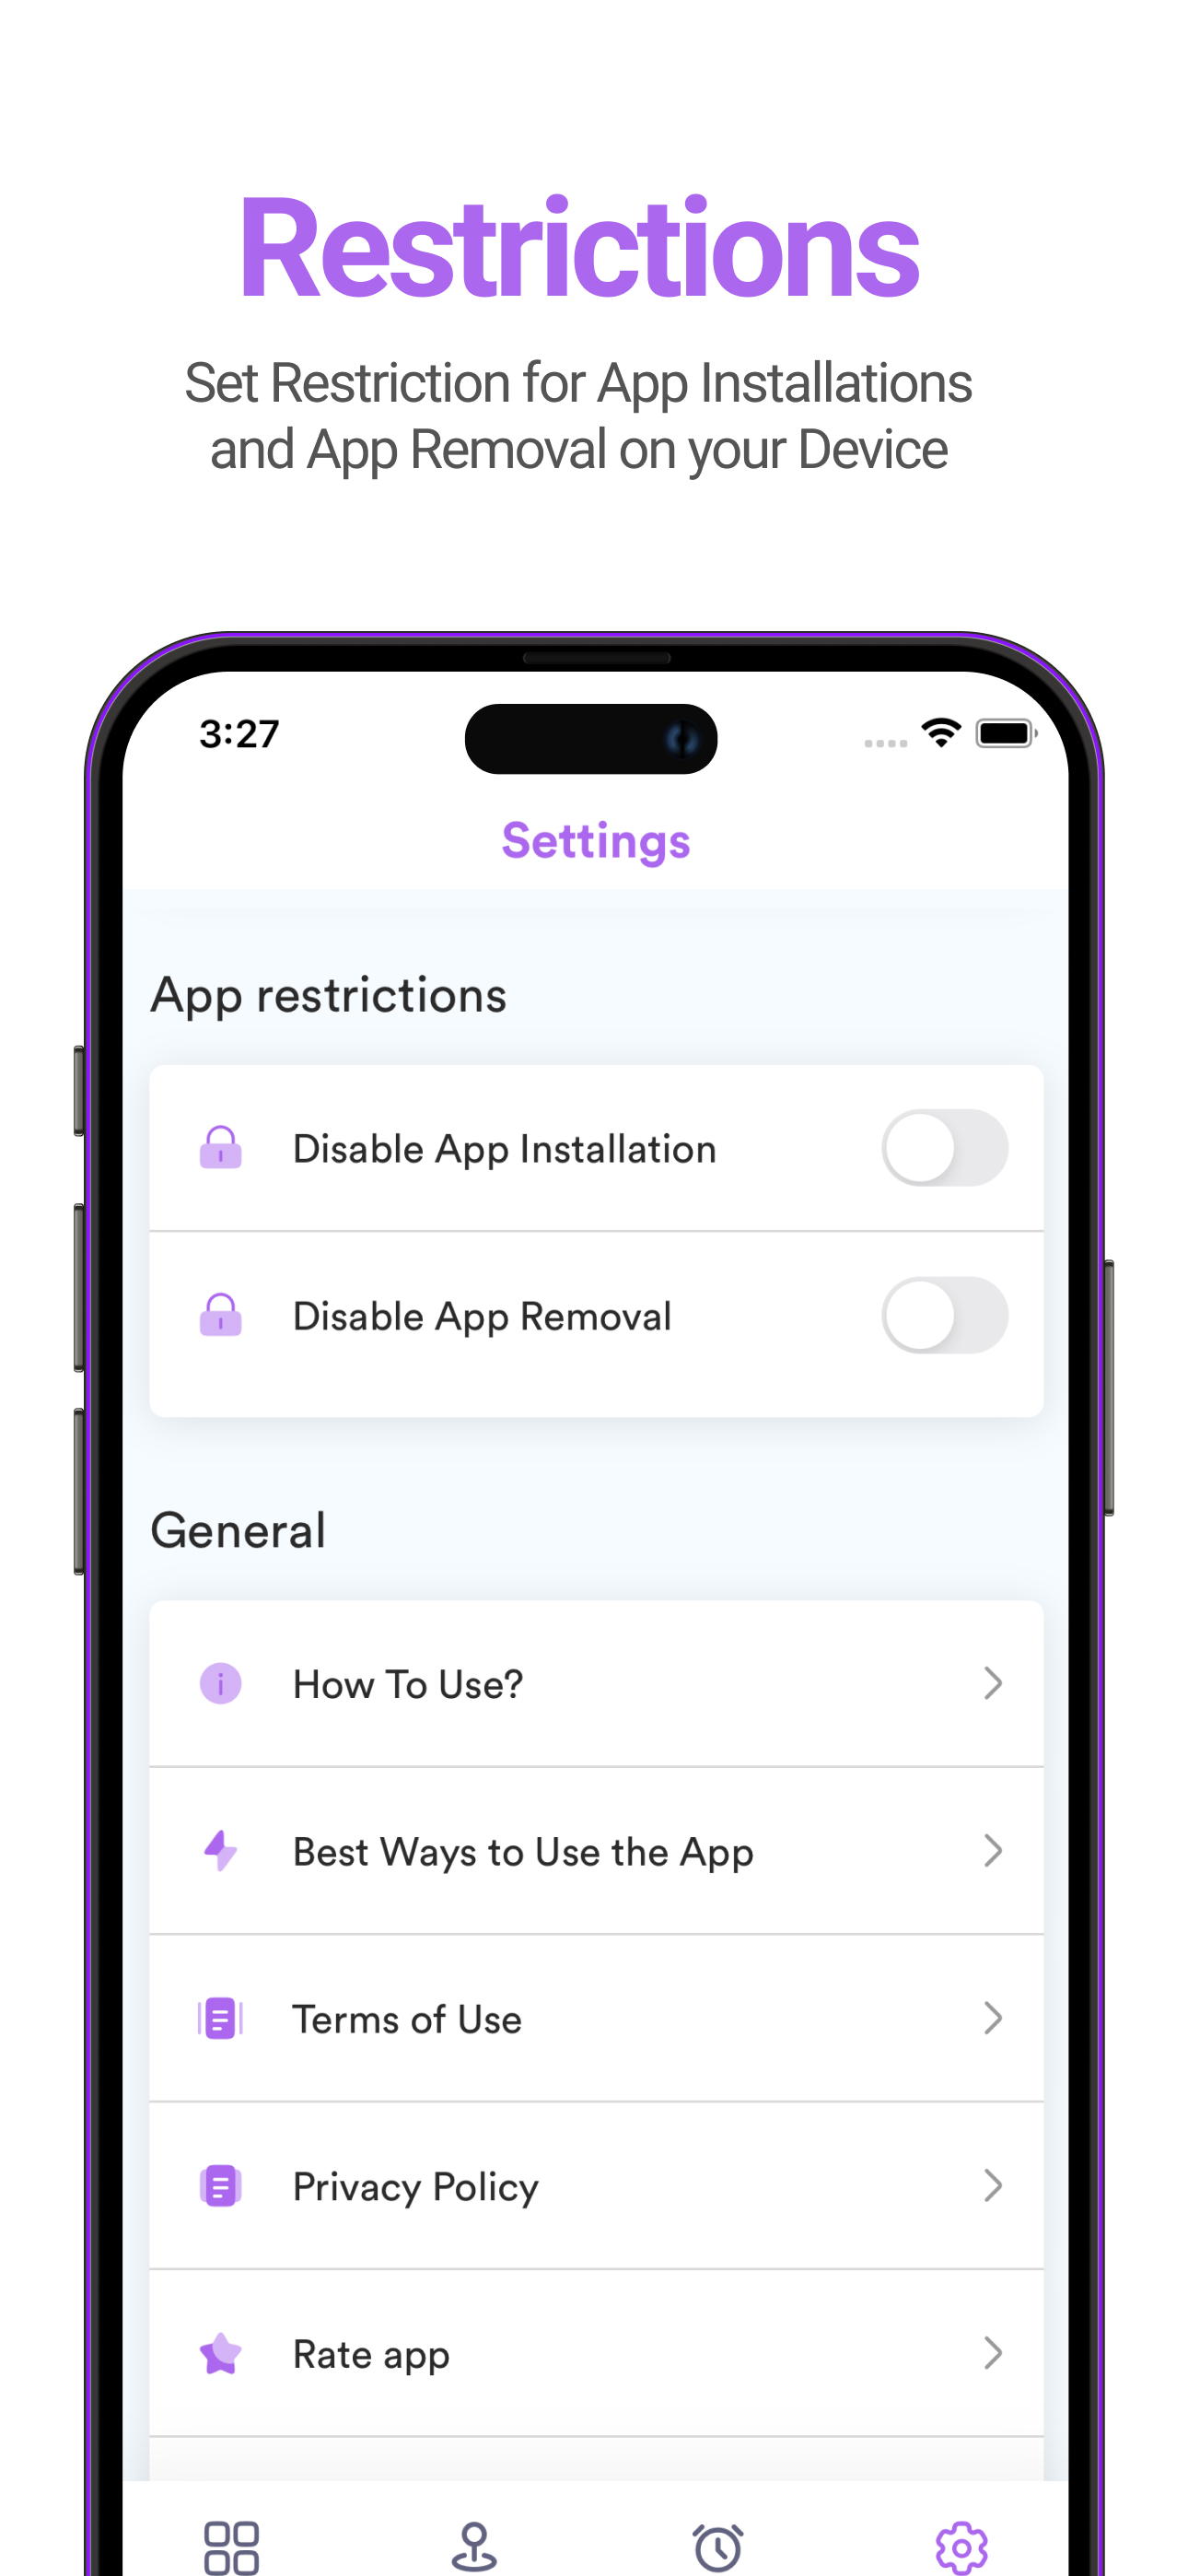 Restrictions
Set Restriction for App Installations
and App Removal on your Device
3:27
Settings
App restrictions
Disable App Installation
Disable App Removal
General
How To Use?
Best Ways to Use the App
Terms of Use
Privacy Policy
Rate app